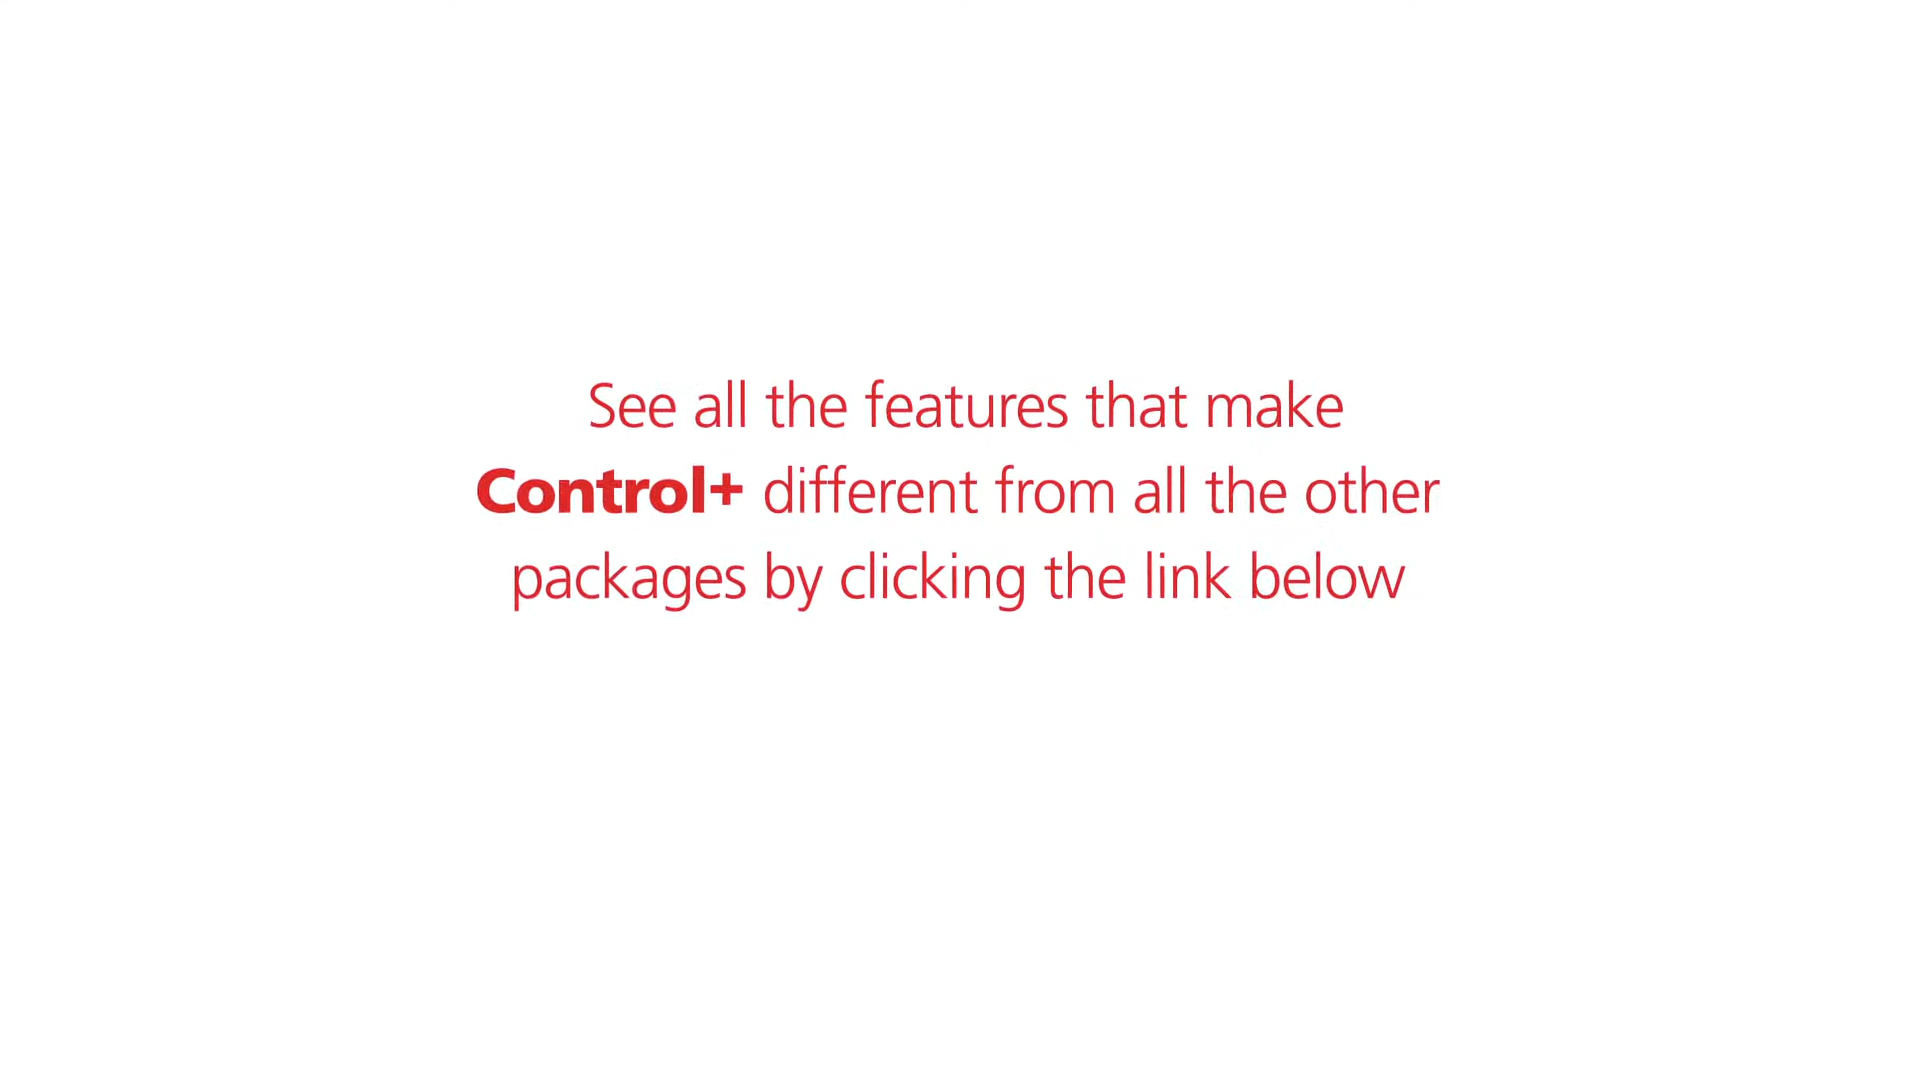 See all the features that make
Control+ different from all the other
packages by clicking the link below